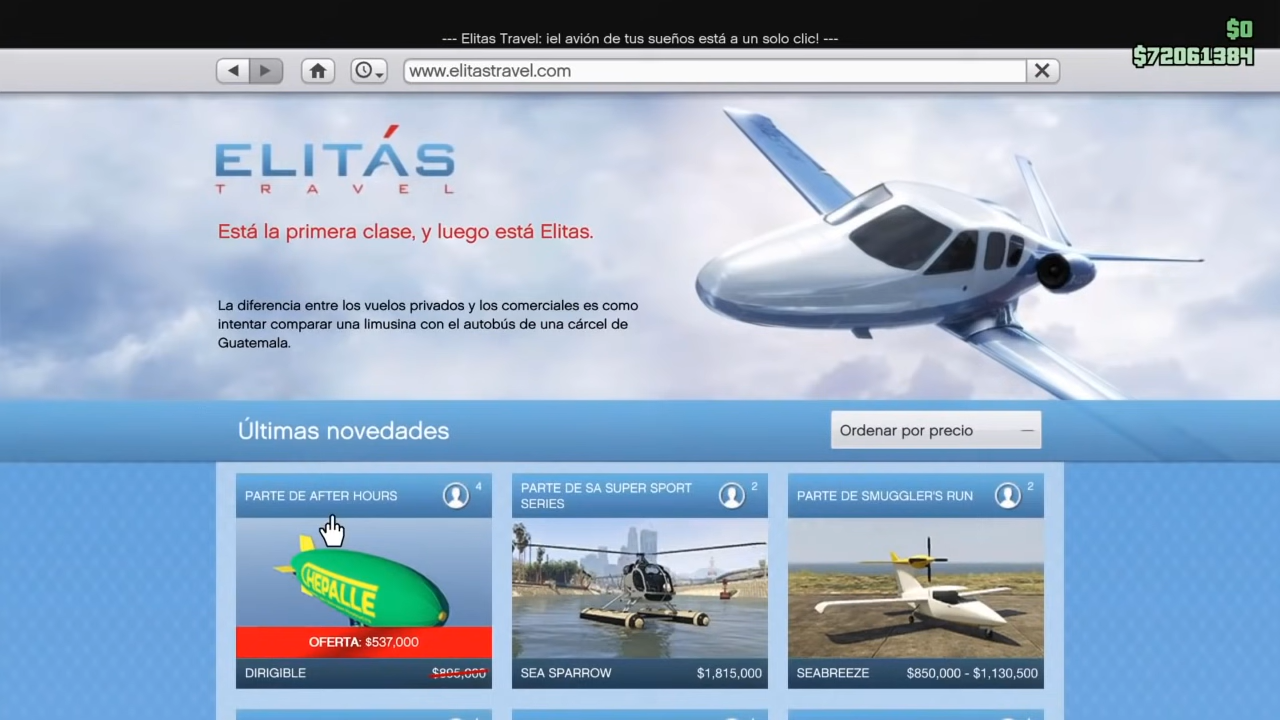 --- Elitas Travel: ¡el avión de tus sueños está a un solo clic! ---
$0
$72061384
www.elitastravel.com
ELITÁS
TRAVEL
Está la primera clase, y luego está Elitas.
La diferencia entre los vuelos privados y los comerciales es como
intentar comparar una limusina con el autobús de una cárcel de
Guatemala.
Últimas novedades
Ordenar por precio
PARTE DE AFTER HOURS
4
HEPALLE
OFERTA: $537,000
DIRIGIBLE
$895,000
PARTE DE SA SUPER SPORT
SERIES
2
SEA SPARROW
$1,815,000
PARTE DE SMUGGLER'S RUN
2
SEABREEZE
$850,000 - $1,130,500